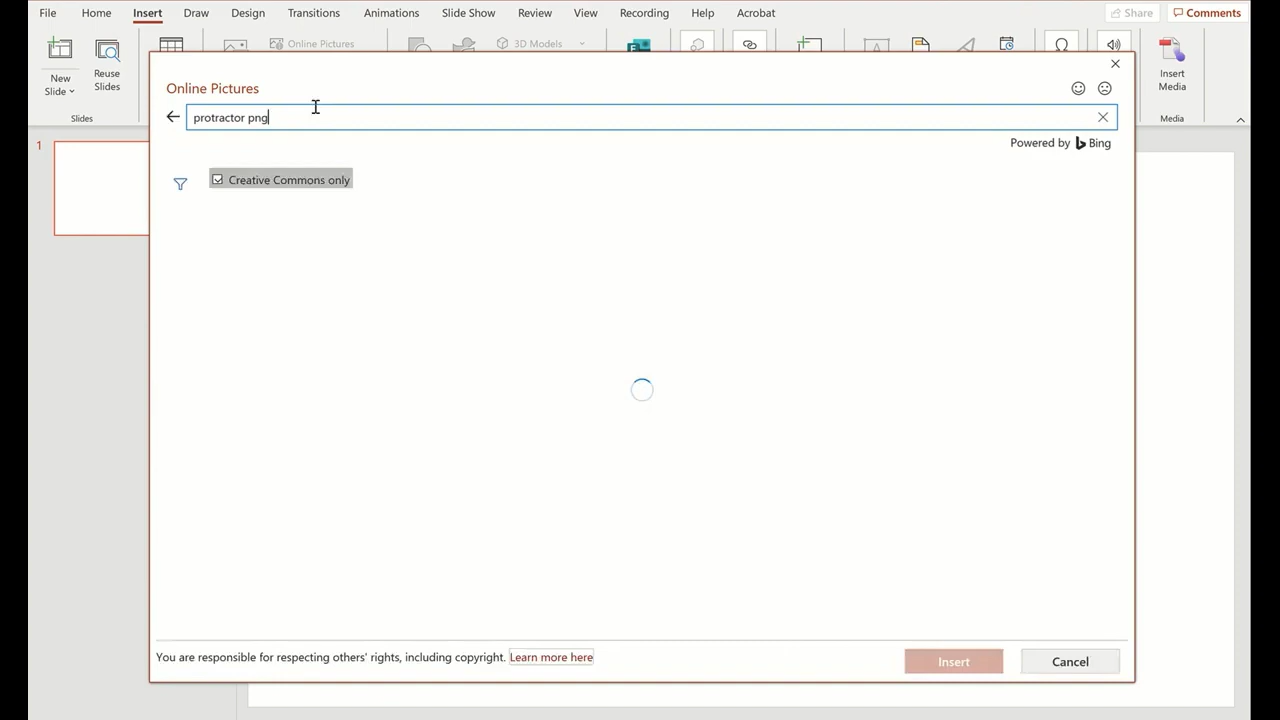 File Home Insert Draw Design Transitions Animations Slide Show Review View Recording Help Acrobat Share Comments
Online Pictures 3D Models
New Slide
Reuse Slides
Insert Media
Slides
Media
1
Online Pictures
protractor png
Powered by Bing
Creative Commons only
You are responsible for respecting others' rights, including copyright. Learn more here
Insert
Cancel